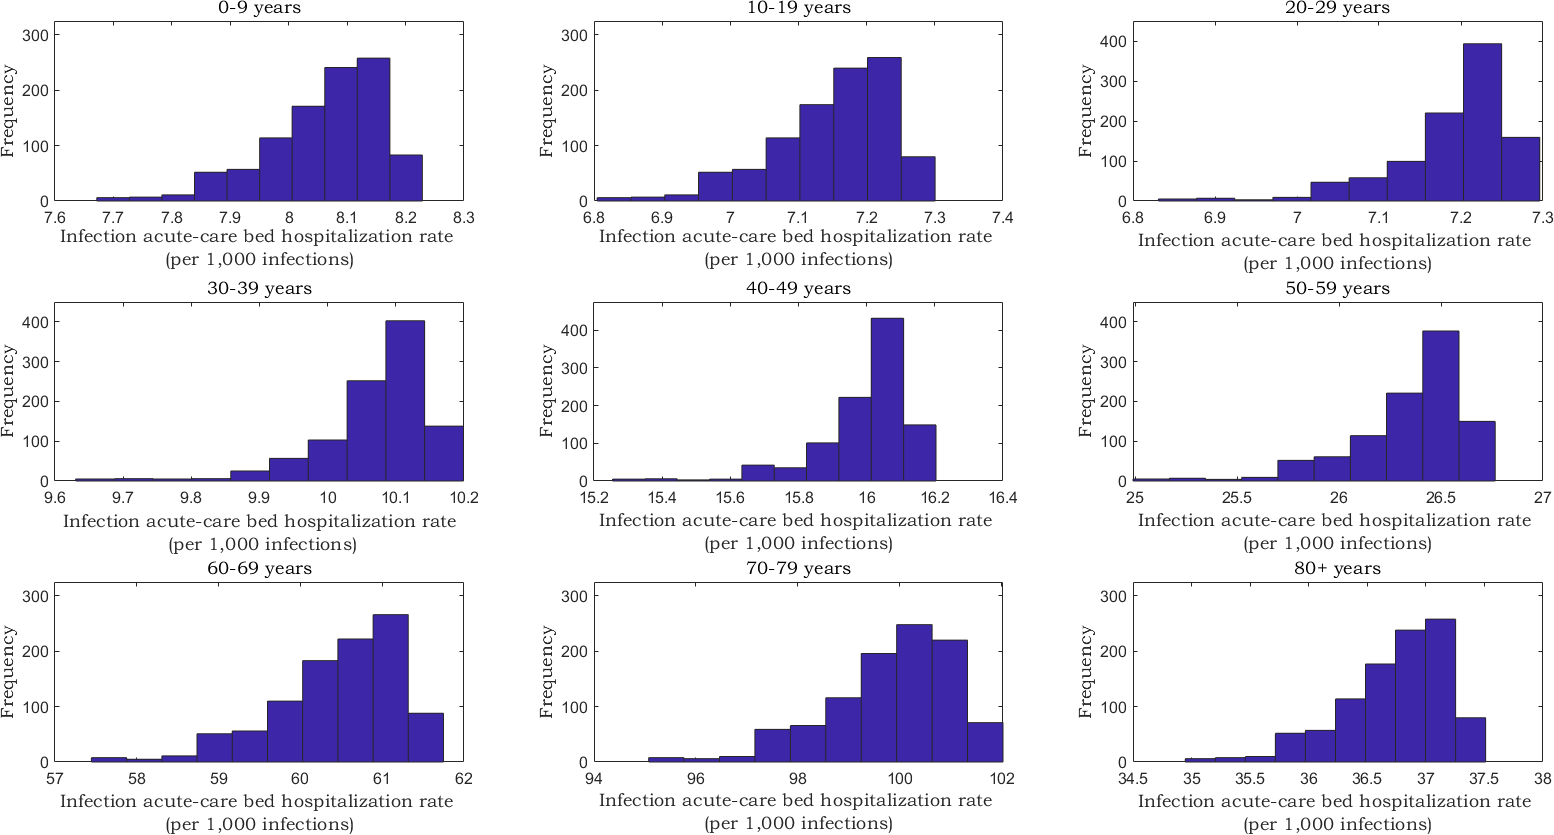 0-9 years
300
200
100
0
Frequency
7.6 7.7 7.8 7.9 8 8.1 8.2 8.3
Infection acute-care bed hospitalization rate
(per 1,000 infections)
10-19 years
300
200
100
0
Frequency
6.8 6.9 7 7.1 7.2 7.3 7.4
Infection acute-care bed hospitalization rate
(per 1,000 infections)
20-29 years
400
300
200
100
0
Frequency
6.8 6.9 7 7.1 7.2 7.3
Infection acute-care bed hospitalization rate
(per 1,000 infections)
30-39 years
400
300
200
100
0
Frequency
9.6 9.7 9.8 9.9 10 10.1 10.2
Infection acute-care bed hospitalization rate
(per 1,000 infections)
40-49 years
400
300
200
100
0
Frequency
15.2 15.4 15.6 15.8 16 16.2 16.4
Infection acute-care bed hospitalization rate
(per 1,000 infections)
50-59 years
400
300
200
100
0
Frequency
25 25.5 26 26.5 27
Infection acute-care bed hospitalization rate
(per 1,000 infections)
60-69 years
300
200
100
0
Frequency
57 58 59 60 61 62
Infection acute-care bed hospitalization rate
(per 1,000 infections)
70-79 years
300
200
100
0
Frequency
94 96 98 100 102
Infection acute-care bed hospitalization rate
(per 1,000 infections)
80+ years
300
200
100
0
Frequency
34.5 35 35.5 36 36.5 37 37.5 38
Infection acute-care bed hospitalization rate
(per 1,000 infections)